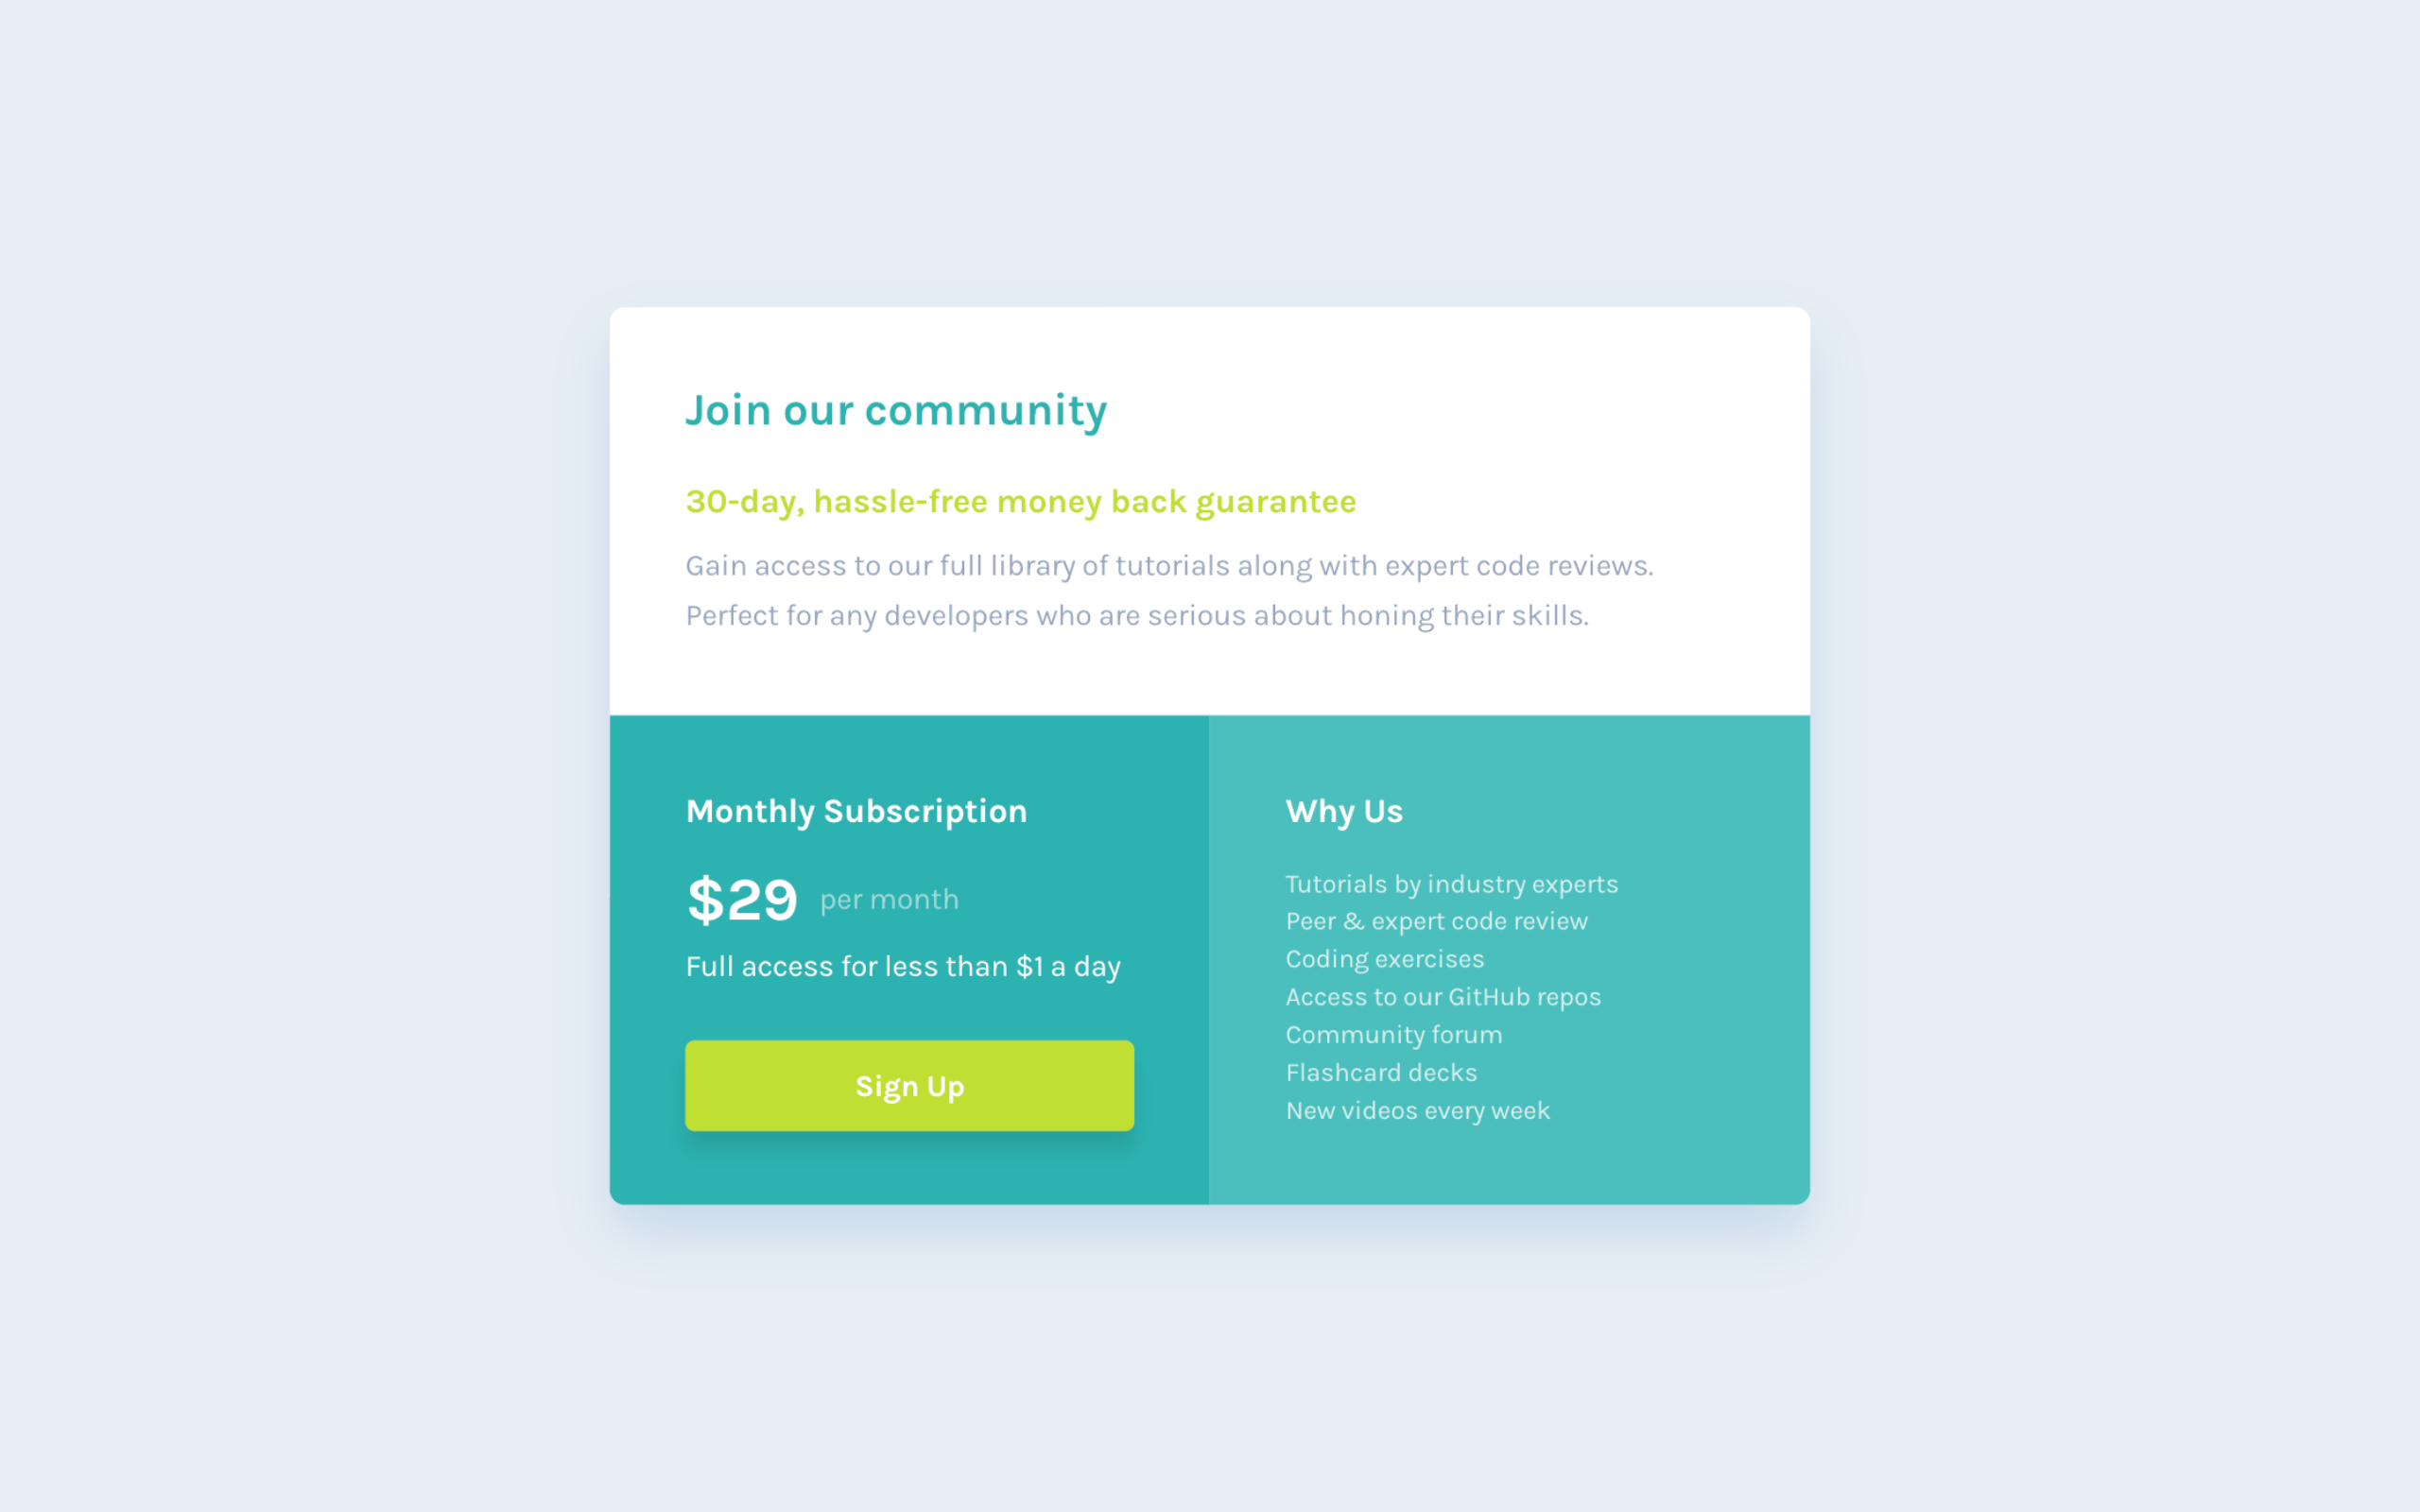 Join our community
30-day, hassle-free money back guarantee
Gain access to our full library of tutorials along with expert code reviews.
Perfect for any developers who are serious about honing their skills.
Monthly Subscription
$29 per month
Full access for less than $1 a day
Sign Up
Why Us
Tutorials by industry experts
Peer & expert code review
Coding exercises
Access to our GitHub repos
Community forum
Flashcard decks
New videos every week